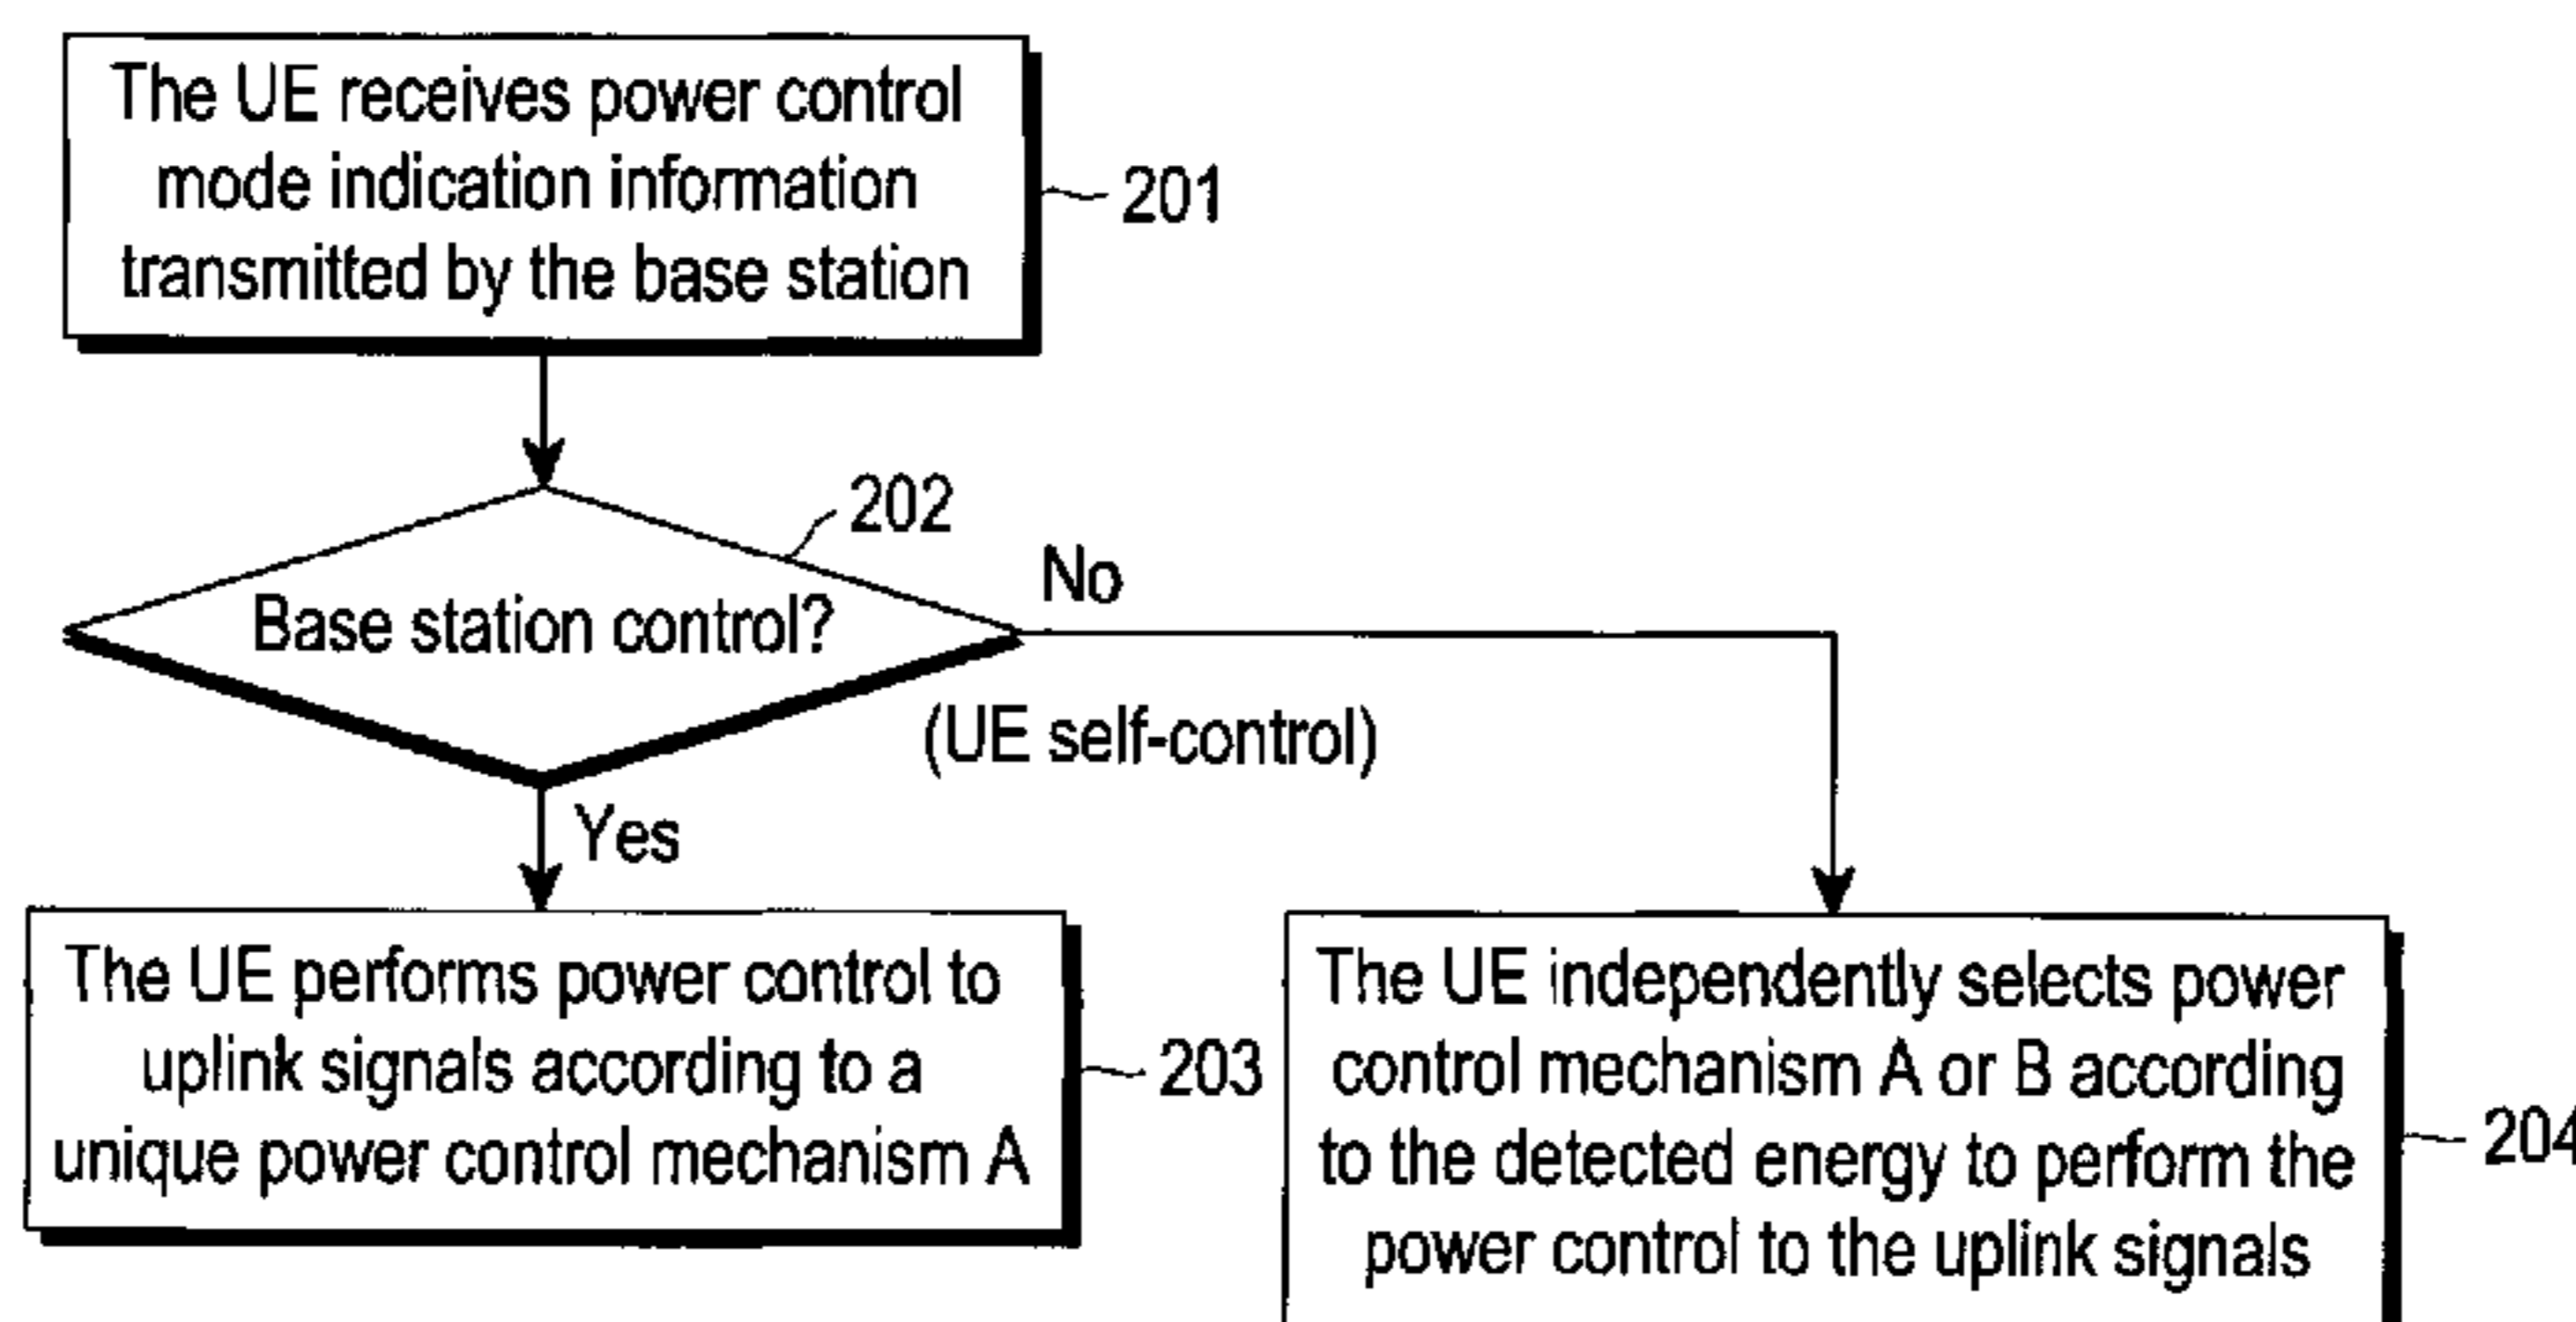 The UE receives power control
mode indication information
transmitted by the base station
201
202
Base station control?
No
(UE self-control)
Yes
The UE performs power control to
uplink signals according to a
unique power control mechanism A
203
The UE independently selects power
control mechanism A or B according
to the detected energy to perform the
power control to the uplink signals
204